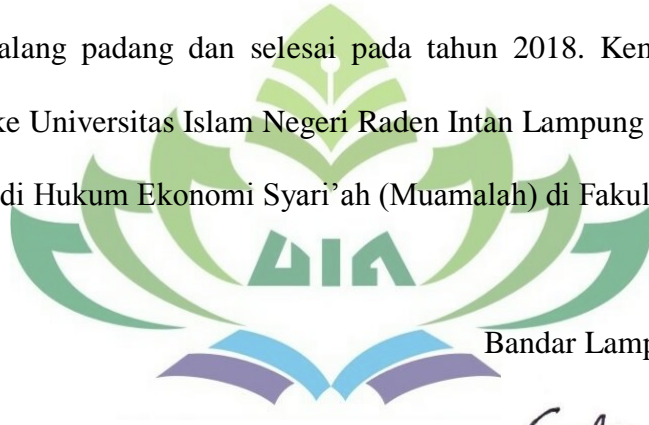 alang padang dan selesai pada tahun 2018. Ken
ke Universitas Islam Negeri Raden Intan Lampung
di Hukum Ekonomi Syari’ah (Muamalah) di Fakul
UIN
Bandar Lamp